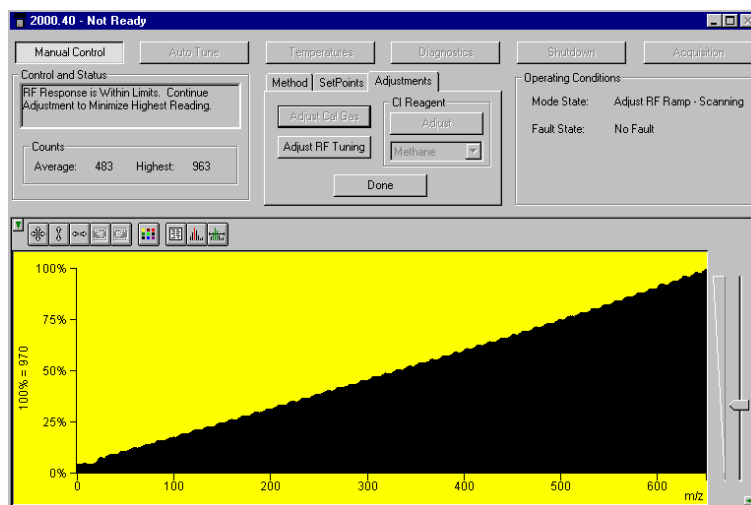 2000.40 - Not Ready
Manual Control
Auto Tune
Temperatures
Diagnostics
Shutdown
Acquisition
Control and Status
RF Response is Within Limits. Continue
Adjustment to Minimize Highest Reading.
Counts
Average: 483 Highest: 963
Method SetPoints Adjustments
Adjust Cal Gas
Adjust RF Tuning
CI Reagent
Adjust
Methane
Done
Operating Conditions
Mode State: Adjust RF Ramp - Scanning
Fault State: No Fault
100% = 970
100%
75%
50%
25%
0%
0 100 200 300 400 500 600
m/z